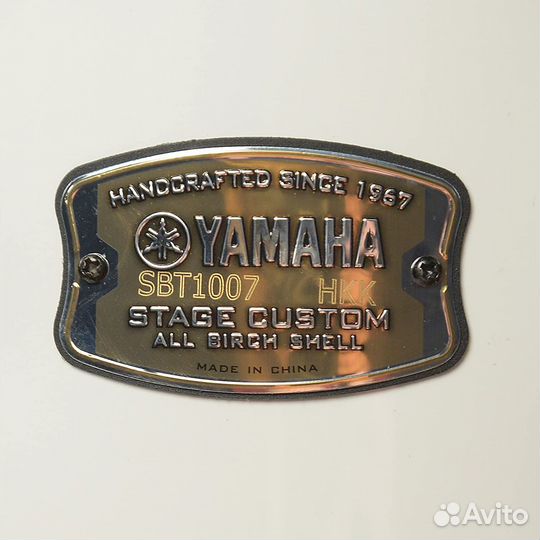 HANDCRAFTED SINCE 1967
YAMAHA
SBT1007 HKK
STAGE CUSTOM
ALL BIRCH SHELL
MADE IN CHINA
Avito